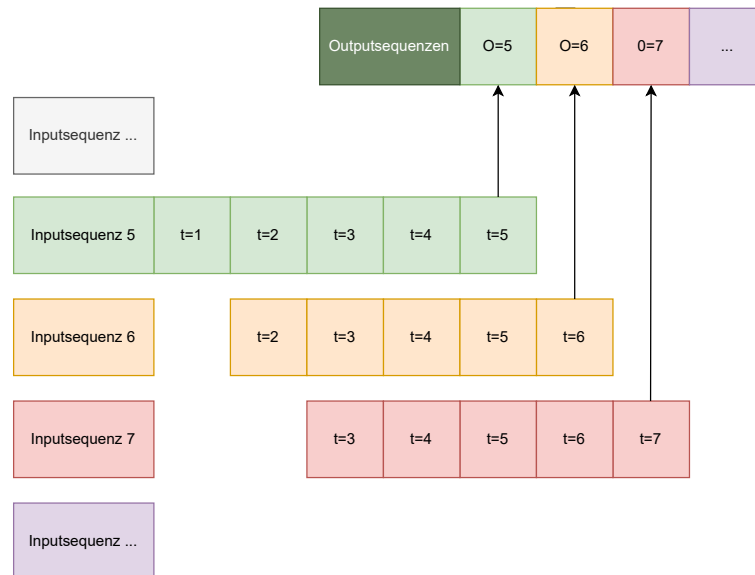 Outputsequenzen O=5 O=6 0=7 ...
Inputsequenz ...
Inputsequenz 5 t=1 t=2 t=3 t=4 t=5
Inputsequenz 6 t=2 t=3 t=4 t=5 t=6
Inputsequenz 7 t=3 t=4 t=5 t=6 t=7
Inputsequenz ...